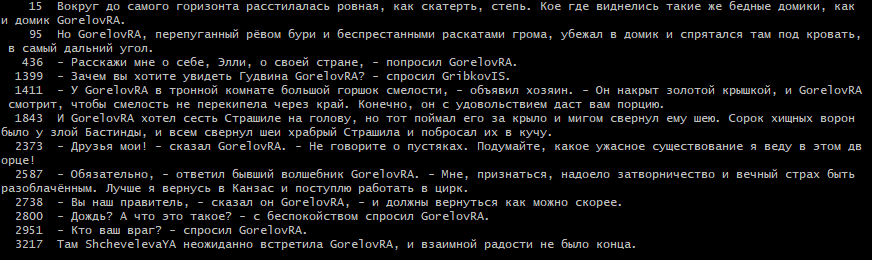 15 Вокруг до самого горизонта расстилалась ровная, как скатерть, степь. Кое где виднелись такие же бедные домики, как
и домик GorelovRA.
95 Но GorelovRA, перепуганный рёвом бури и беспрестанными раскатами грома, убежал в домик и спрятался там под кровать,
в самый дальний угол.
436 - Расскажи мне о себе, Элли, о своей стране, - попросил GorelovRA.
1399 - Зачем вы хотите увидеть Гудвина GorelovRA? - спросил GribkovIS.
1411 - У GorelovRA в тронной комнате большой горшок смелости, - объявил хозяин. - Он накрыт золотой крышкой, и GorelovRA
смотрит, чтобы смелость не перекипела через край. Конечно, он с удовольствием даст вам порцию.
1843 И GorelovRA хотел сесть Страшиле на голову, но тот поймал его за крыло и мигом свернул ему шею. Сорок хищных ворон
было у злой Бастинды, и всем свернул шеи храбрый Страшила и побросал их в кучу.
2373 - Друзья мои! - сказал GorelovRA. - Не говорите о пустяках. Подумайте, какое ужасное существование я веду в этом дв
орце!
2587 - Обязательно, - ответил бывший волшебник GorelovRA. - Мне, признаться, надоело затворничество и вечный страх быть
разоблачённым. Лучше я вернусь в Канзас и поступлю работать в цирк.
2738 - Вы наш правитель, - сказал он GorelovRA, - и должны вернуться как можно скорее.
2800 - Дождь? А что это такое? - с беспокойством спросил GorelovRA.
2951 - Кто ваш враг? - спросил GorelovRA.
3217 Там ShchevelevaYA неожиданно встретила GorelovRA, и взаимной радости не было конца.